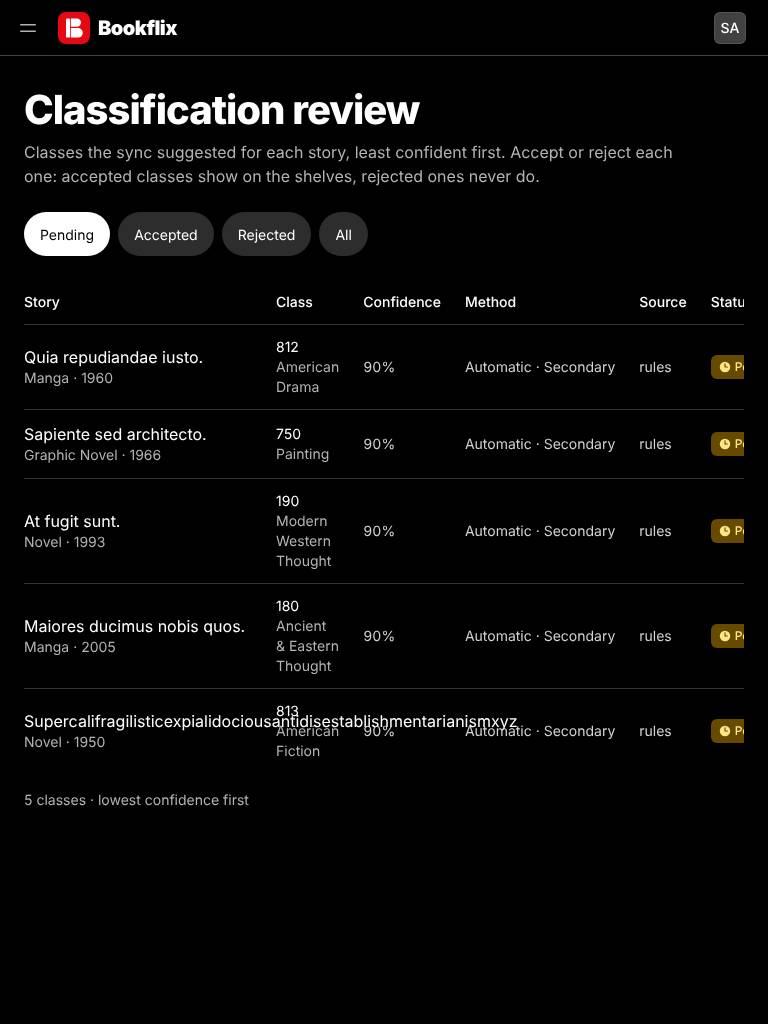 Bookflix
SA
Classification review
Classes the sync suggested for each story, least confident first. Accept or reject each
one: accepted classes show on the shelves, rejected ones never do.
Pending Accepted Rejected All
Story Class Confidence Method Source Statu
Quia repudiandae iusto.
Manga · 1960
812
American
Drama
90% Automatic · Secondary rules
Sapiente sed architecto.
Graphic Novel · 1966
750
Painting
90% Automatic · Secondary rules
At fugit sunt.
Novel · 1993
190
Modern
Western
Thought
90% Automatic · Secondary rules
Maiores ducimus nobis quos.
Manga · 2005
180
Ancient
& Eastern
Thought
90% Automatic · Secondary rules
Supercalifragilisticexpialidociousantidisestablishmentarianismxyz
Novel · 1950
813
American
Fiction
90% Automatic · Secondary rules
5 classes · lowest confidence first